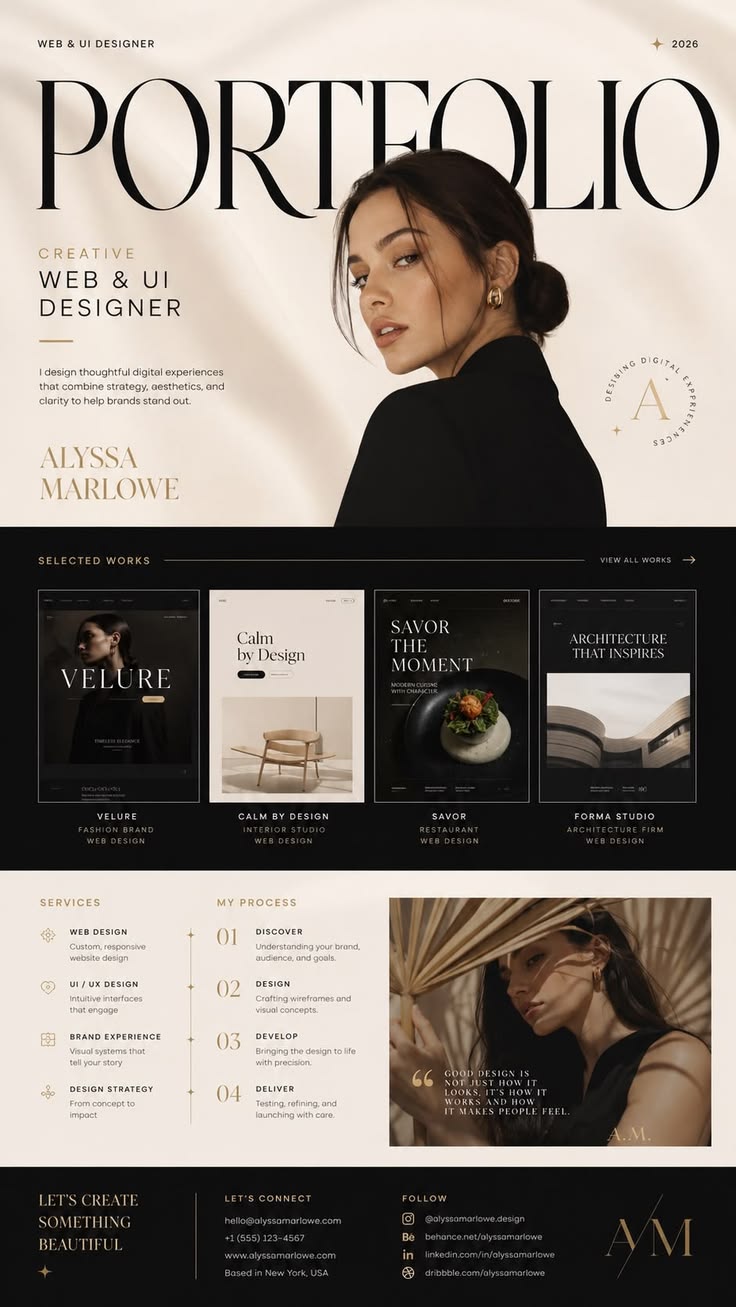 WEB & UI DESIGNER
2026
PORTFOLIO
CREATIVE
WEB & UI
DESIGNER
I design thoughtful digital experiences
that combine strategy, aesthetics, and
clarity to help brands stand out.
ALYSSA
MARLOWE
A
SELECTED WORKS
VIEW ALL WORKS
VELURE
TIMELESS ELEGANCE
Calm
by Design
SAVOR
THE
MOMENT
MODERN CUISINE
WITH CHARACTER.
ARCHITECTURE
THAT INSPIRES
VELURE
FASHION BRAND
WEB DESIGN
CALM BY DESIGN
INTERIOR STUDIO
WEB DESIGN
SAVOR
RESTAURANT
WEB DESIGN
FORMA STUDIO
ARCHITECTURE FIRM
WEB DESIGN
SERVICES
WEB DESIGN
Custom, responsive
website design
UI / UX DESIGN
Intuitive interfaces
that engage
BRAND EXPERIENCE
Visual systems that
tell your story
DESIGN STRATEGY
From concept to
impact
MY PROCESS
01 DISCOVER
Understanding your brand,
audience, and goals.
02 DESIGN
Crafting wireframes and
visual concepts.
03 DEVELOP
Bringing the design to life
with precision.
04 DELIVER
Testing, refining, and
launching with care.
“ GOOD DESIGN IS
NOT JUST HOW IT
LOOKS, IT'S HOW IT
WORKS AND HOW
IT MAKES PEOPLE FEEL.
A.M.
LET'S CREATE
SOMETHING
BEAUTIFUL
LET'S CONNECT
hello@alyssamarlowe.com
+1 (555) 123-4567
www.alyssamarlowe.com
Based in New York, USA
FOLLOW
@alyssamarlowe.design
Bē behance.net/alyssamarlowe
in linkedin.com/in/alyssamarlowe
dribbble.com/alyssamarlowe
A/M